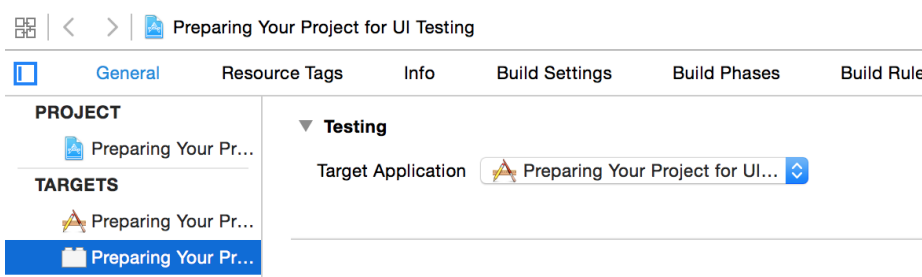 Preparing Your Project for UI Testing
General Resource Tags Info Build Settings Build Phases Build Rule
PROJECT
Preparing Your Pr...
TARGETS
Preparing Your Pr...
Preparing Your Pr...
Testing
Target Application Preparing Your Project for UI...